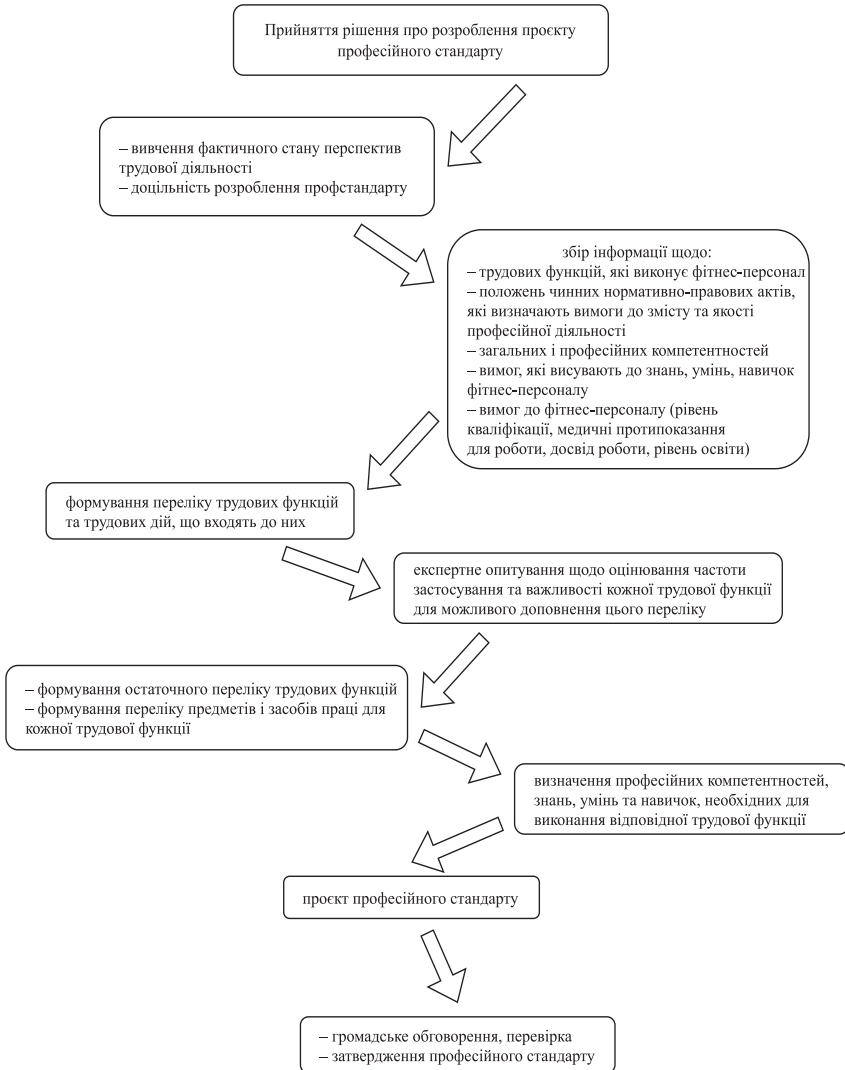 Прийняття рішення про розроблення проєкту
професійного стандарту
– вивчення фактичного стану перспектив
трудової діяльності
– доцільність розроблення профстандарту
збір інформації щодо:
– трудових функцій, які виконує фітнес-персонал
– положень чинних нормативно-правових актів,
які визначають вимоги до змісту та якості
професійної діяльності
– загальних і професійних компетентностей
– вимог, які висувають до знань, умінь, навичок
фітнес-персоналу
– вимог до фітнес-персоналу (рівень
кваліфікації, медичні протипоказання
для роботи, досвід роботи, рівень освіти)
формування переліку трудових функцій
та трудових дій, що входять до них
експертне опитування щодо оцінювання частоти
застосування та важливості кожної трудової функції
для можливого доповнення цього переліку
– формування остаточного переліку трудових функцій
– формування переліку предметів і засобів праці для
кожної трудової функції
визначення професійних компетентностей,
знань, умінь та навичок, необхідних для
виконання відповідної трудової функції
проєкт професійного стандарту
– громадське обговорення, перевірка
– затвердження професійного стандарту